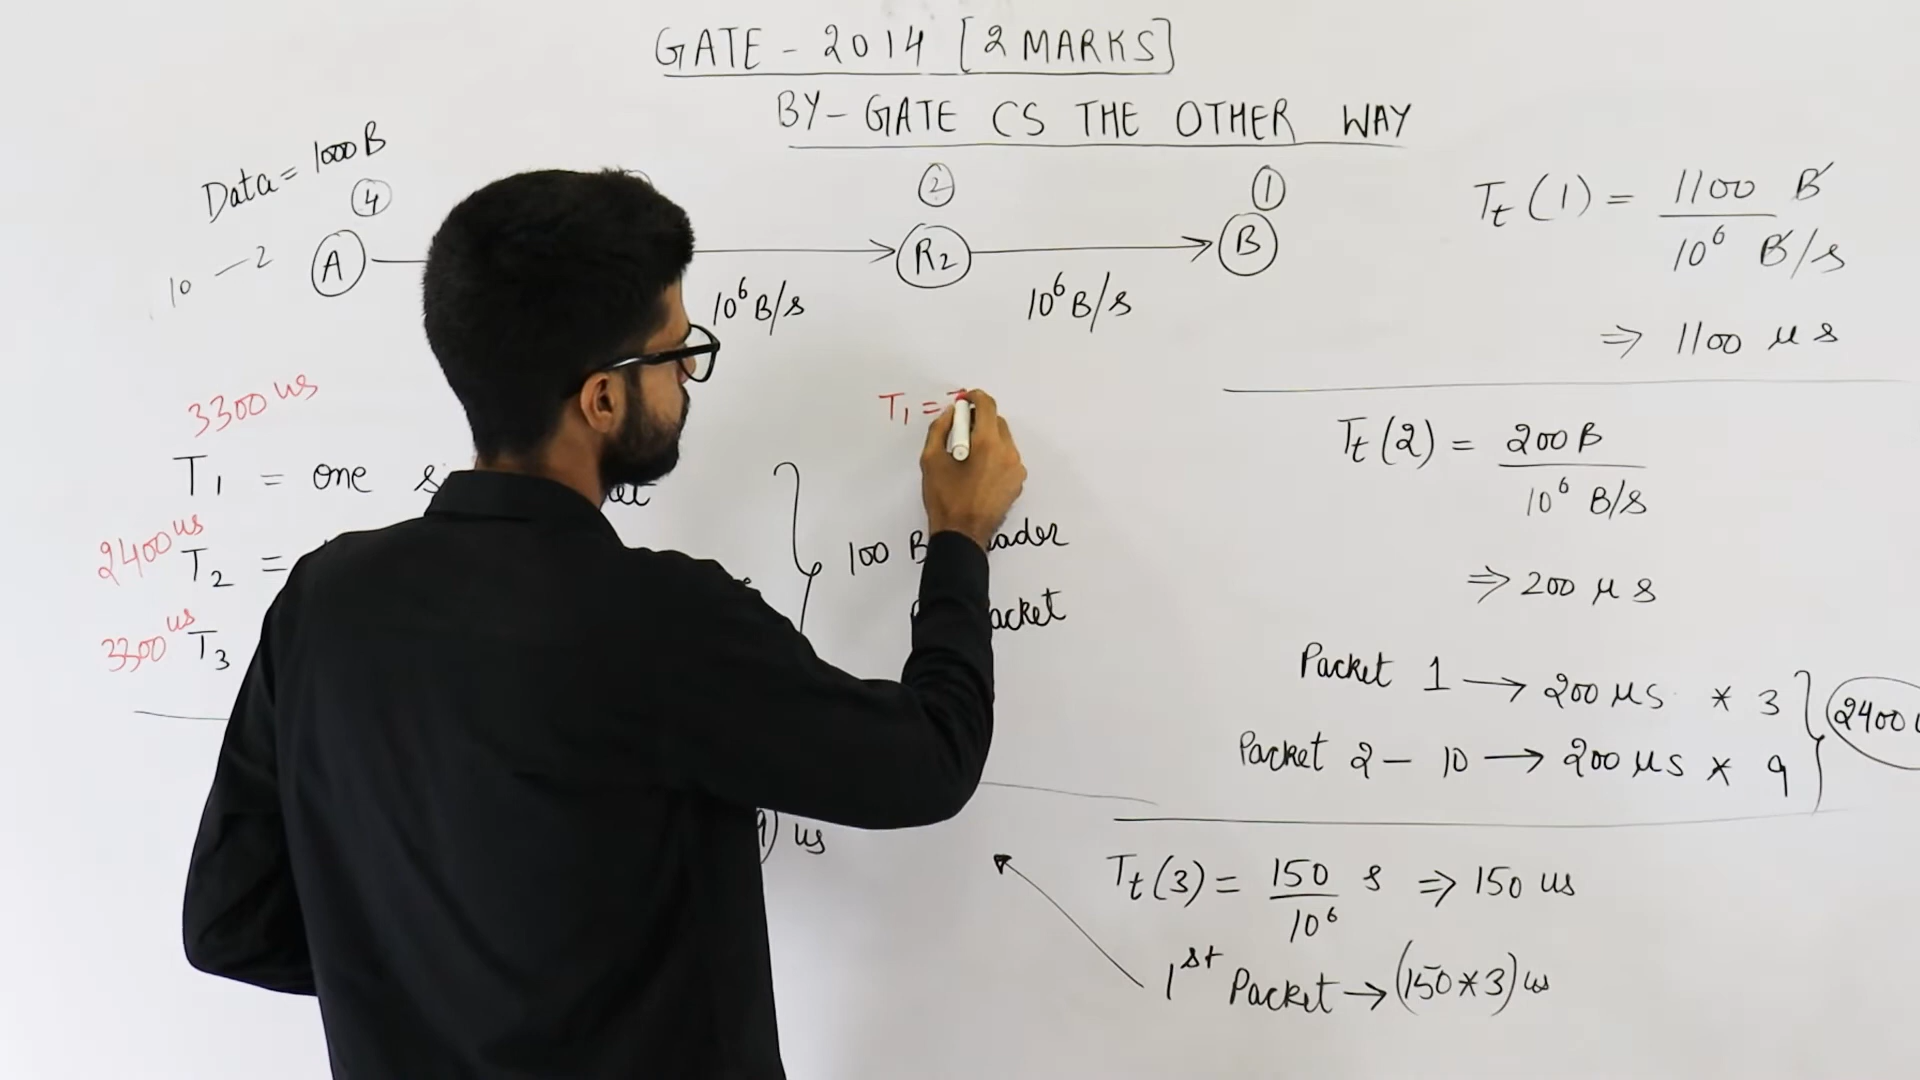 GATE - 2014 [2 MARKS]
BY - GATE CS THE OTHER WAY
Data = 1000B
4
2
1
10 - 2
A
R2
B
10^6 B/s
10^6 B/s
Tt(1) = 1100 B / 10^6 B/s
⇒ 1100 μs
3300 us
T1 = one
T1 =
Tt(2) = 200B / 10^6 B/s
⇒ 200 μs
2400 us
T2 =
100 B
3300 us
T3
Packet 1 → 200 μs * 3
Packet 2 - 10 → 200 μs * 9
2400
9) us
Tt(3) = 150 / 10^6 s ⇒ 150 us
1st Packet → (150*3) us